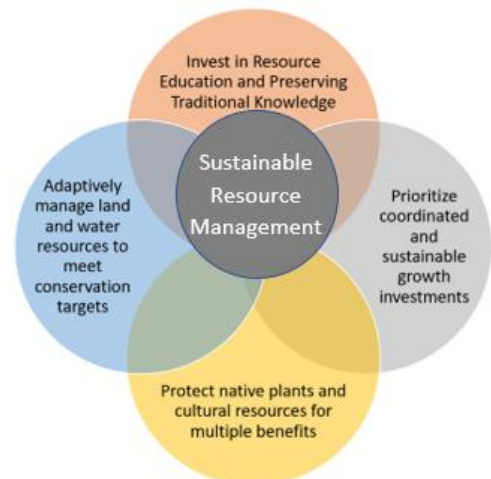 Invest in Resource
Education and Preserving
Traditional Knowledge
Sustainable
Resource
Management
Adaptively
manage land
and water
resources to
meet
conservation
targets
Prioritize
coordinated
and
sustainable
growth
investments
Protect native plants and
cultural resources for
multiple benefits